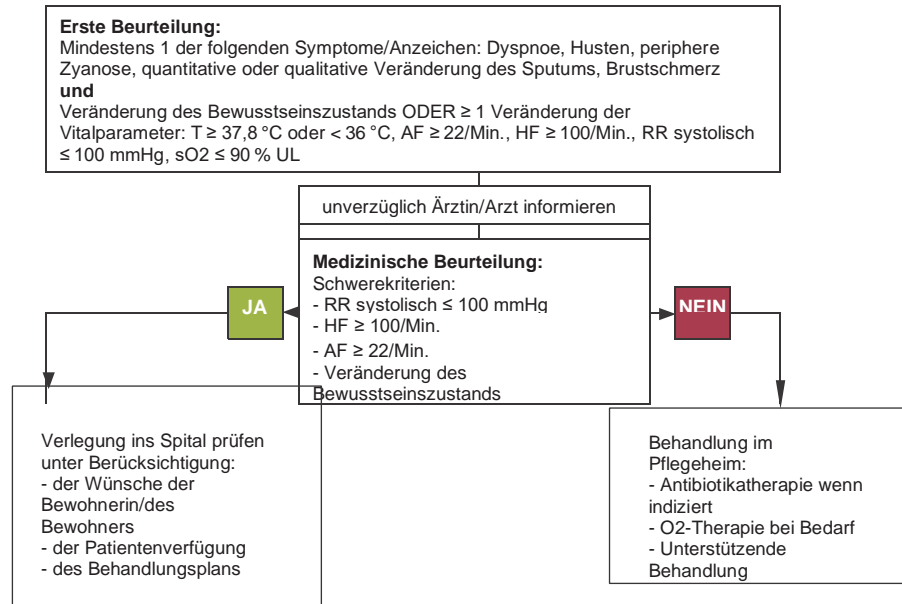 Erste Beurteilung:
Mindestens 1 der folgenden Symptome/Anzeichen: Dyspnoe, Husten, periphere
Zyanose, quantitative oder qualitative Veränderung des Sputums, Brustschmerz
und
Veränderung des Bewusstseinszustands ODER ≥ 1 Veränderung der
Vitalparameter: T ≥ 37,8 °C oder < 36 °C, AF ≥ 22/Min., HF ≥ 100/Min., RR systolisch
≤ 100 mmHg, sO2 ≤ 90 % UL
unverzüglich Ärztin/Arzt informieren
Medizinische Beurteilung:
Schwerekriterien:
- RR systolisch ≤ 100 mmHg
- HF ≥ 100/Min.
- AF ≥ 22/Min.
- Veränderung des
Bewusstseinszustands
JA
NEIN
Verlegung ins Spital prüfen
unter Berücksichtigung:
- der Wünsche der
Bewohnerin/des
Bewohners
- der Patientenverfügung
- des Behandlungsplans
Behandlung im
Pflegeheim:
- Antibiotikatherapie wenn
indiziert
- O2-Therapie bei Bedarf
- Unterstützende
Behandlung